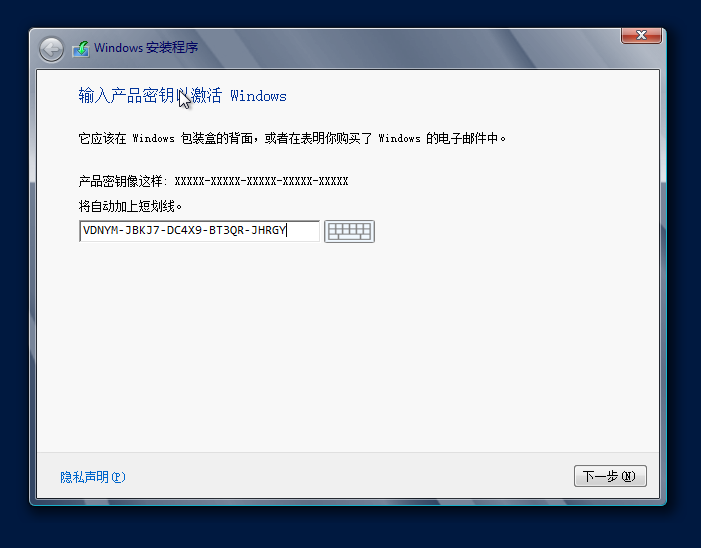 Windows 安装程序
输入产品密钥以激活 Windows
它应该在 Windows 包装盒的背面，或者在表明你购买了 Windows 的电子邮件中。
产品密钥像这样: XXXXX-XXXXX-XXXXX-XXXXX-XXXXX
将自动加上短划线。
VDNYM-JBKJ7-DC4X9-BT3QR-JHRGY
隐私声明(P)
下一步(N)